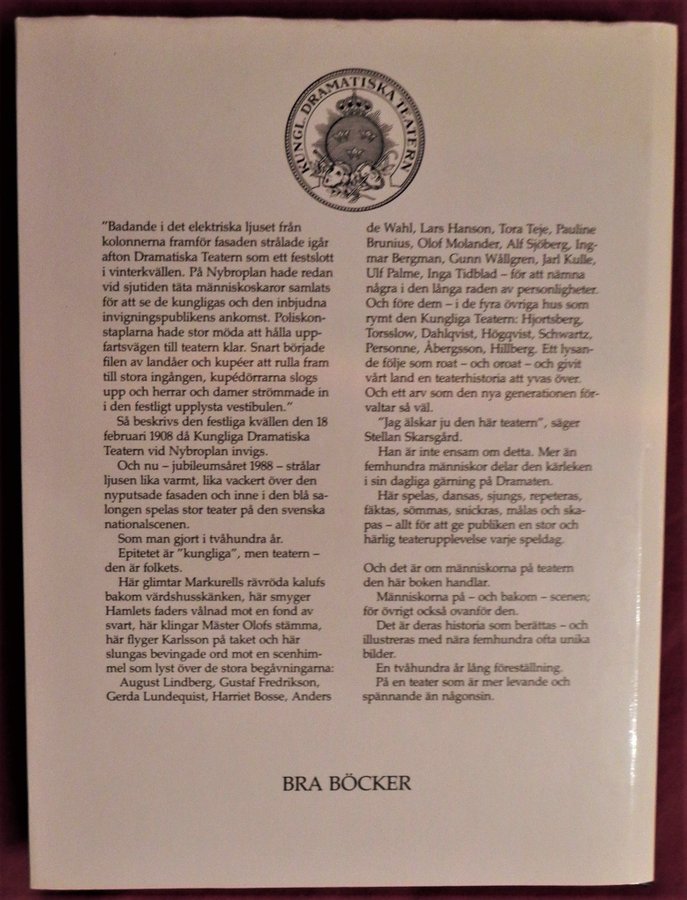 KUNGL. DRAMATISKA TEATERN
"Badande i det elektriska ljuset från
kolonnerna framför fasaden strålade igår
afton Dramatiska Teatern som ett festslott
i vinterkvällen. På Nybroplan hade redan
vid sjutiden täta människoskaror samlats
för att se de kungligas och den inbjudna
invigningspublikens ankomst. Poliskon-
staplarna hade stor möda att hålla upp-
fartsvägen till teatern klar. Snart började
filen av landåer och kupéer att rulla fram
till stora ingången, kupédörrarna slogs
upp och herrar och damer strömmade in
i den festligt upplysta vestibulen."
Så beskrivs den festliga kvällen den 18
februari 1908 då Kungliga Dramatiska
Teatern vid Nybroplan invigs.
Och nu – jubileumsåret 1988 – strålar
ljusen lika varmt, lika vackert över den
nyputsade fasaden och inne i den blå sa-
longen spelas stor teater på den svenska
nationalscenen.
Som man gjort i tvåhundra år.
Epitetet är "kungliga", men teatern –
den är folkets.
Här glimtar Markurells rävröda kalufs
bakom värdshusskänken, här smyger
Hamlets faders vålnad mot en fond av
svart, här klingar Mäster Olofs stämma,
här flyger Karlsson på taket och här
slungas bevingade ord mot en scenhim-
mel som lyst över de stora begåvningarna:
August Lindberg, Gustaf Fredrikson,
Gerda Lundequist, Harriet Bosse, Anders
de Wahl, Lars Hanson, Tora Teje, Pauline
Brunius, Olof Molander, Alf Sjöberg, Ing-
mar Bergman, Gunn Wållgren, Jarl Kulle,
Ulf Palme, Inga Tidblad – för att nämna
några i den långa raden av personligheter.
Och före dem – i de fyra övriga hus som
rymt den Kungliga Teatern: Hjortsberg,
Torsslow, Dahlqvist, Högqvist, Schwartz,
Personne, Åbergsson, Hillberg. Ett lysan-
de följe som roat – och oroat – och givit
vårt land en teaterhistoria att yvas över.
Och ett arv som den nya generationen för-
valtar så väl.
"Jag älskar ju den här teatern", säger
Stellan Skarsgård.
Han är inte ensam om detta. Mer än
femhundra människor delar den kärleken
i sin dagliga gärning på Dramaten.
Här spelas, dansas, sjungs, repeteras,
fäktas, sömmas, snickras, målas och ska-
pas – allt för att ge publiken en stor och
härlig teaterupplevelse varje speldag.
Och det är om människorna på teatern
den här boken handlar.
Människorna på – och bakom – scenen;
för övrigt också ovanför den.
Det är deras historia som berättas – och
illustreras med nära femhundra ofta unika
bilder.
En tvåhundra år lång föreställning.
På en teater som är mer levande och
spännande än någonsin.
BRA BÖCKER